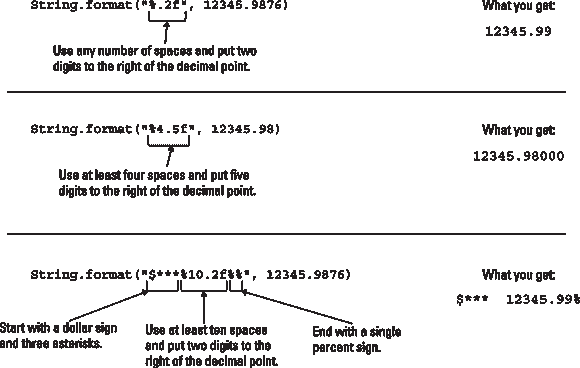 String.format("%.2f", 12345.9876)
What you get:
12345.99
Use any number of spaces and put two
digits to the right of the decimal point.
String.format("%4.5f", 12345.98)
What you get:
12345.98000
Use at least four spaces and put five
digits to the right of the decimal point.
String.format("$***%10.2f%%", 12345.9876)
What you get:
$***  12345.99%
Start with a dollar sign
and three asterisks.
Use at least ten spaces
and put two digits to the
right of the decimal point.
End with a single
percent sign.